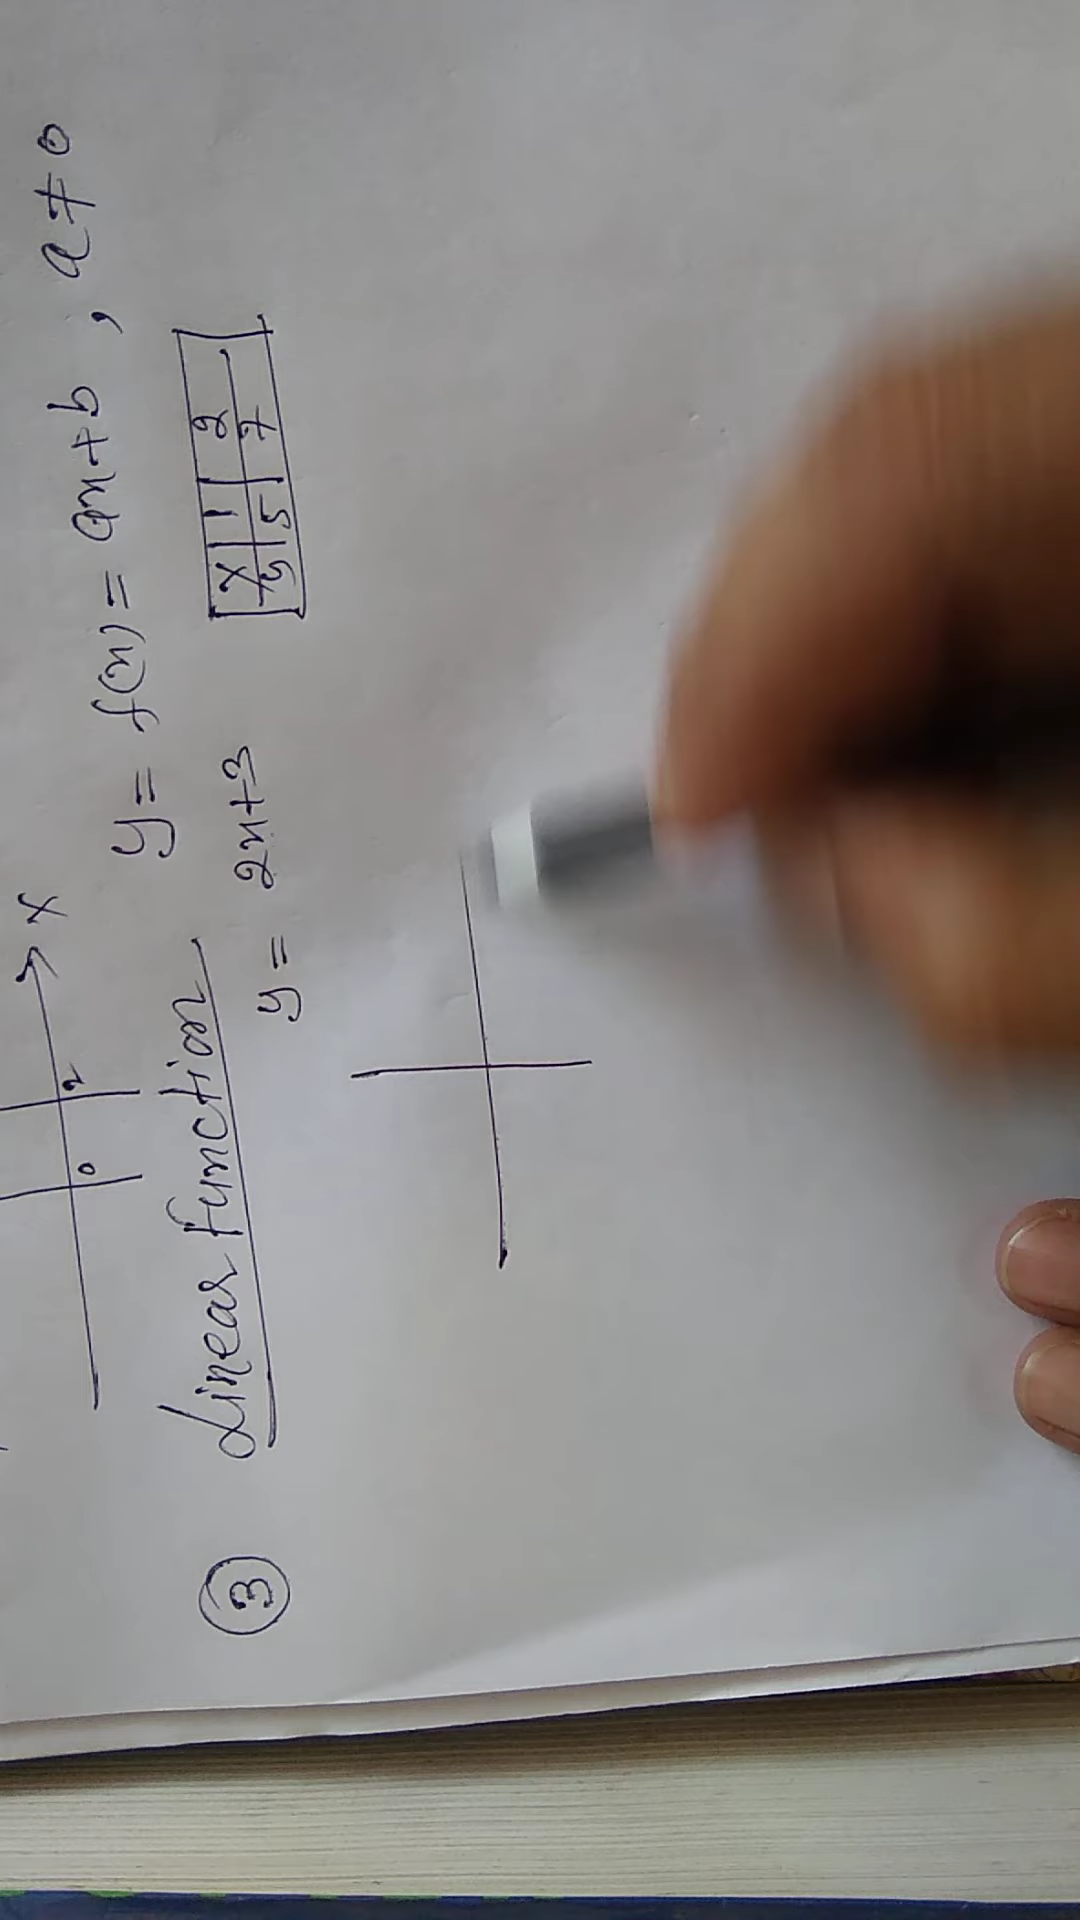 0 2 X
③ Linear function y = f(x) = ax+b , a ≠ 0
y = 2x+3
x 1 2
y 5 7